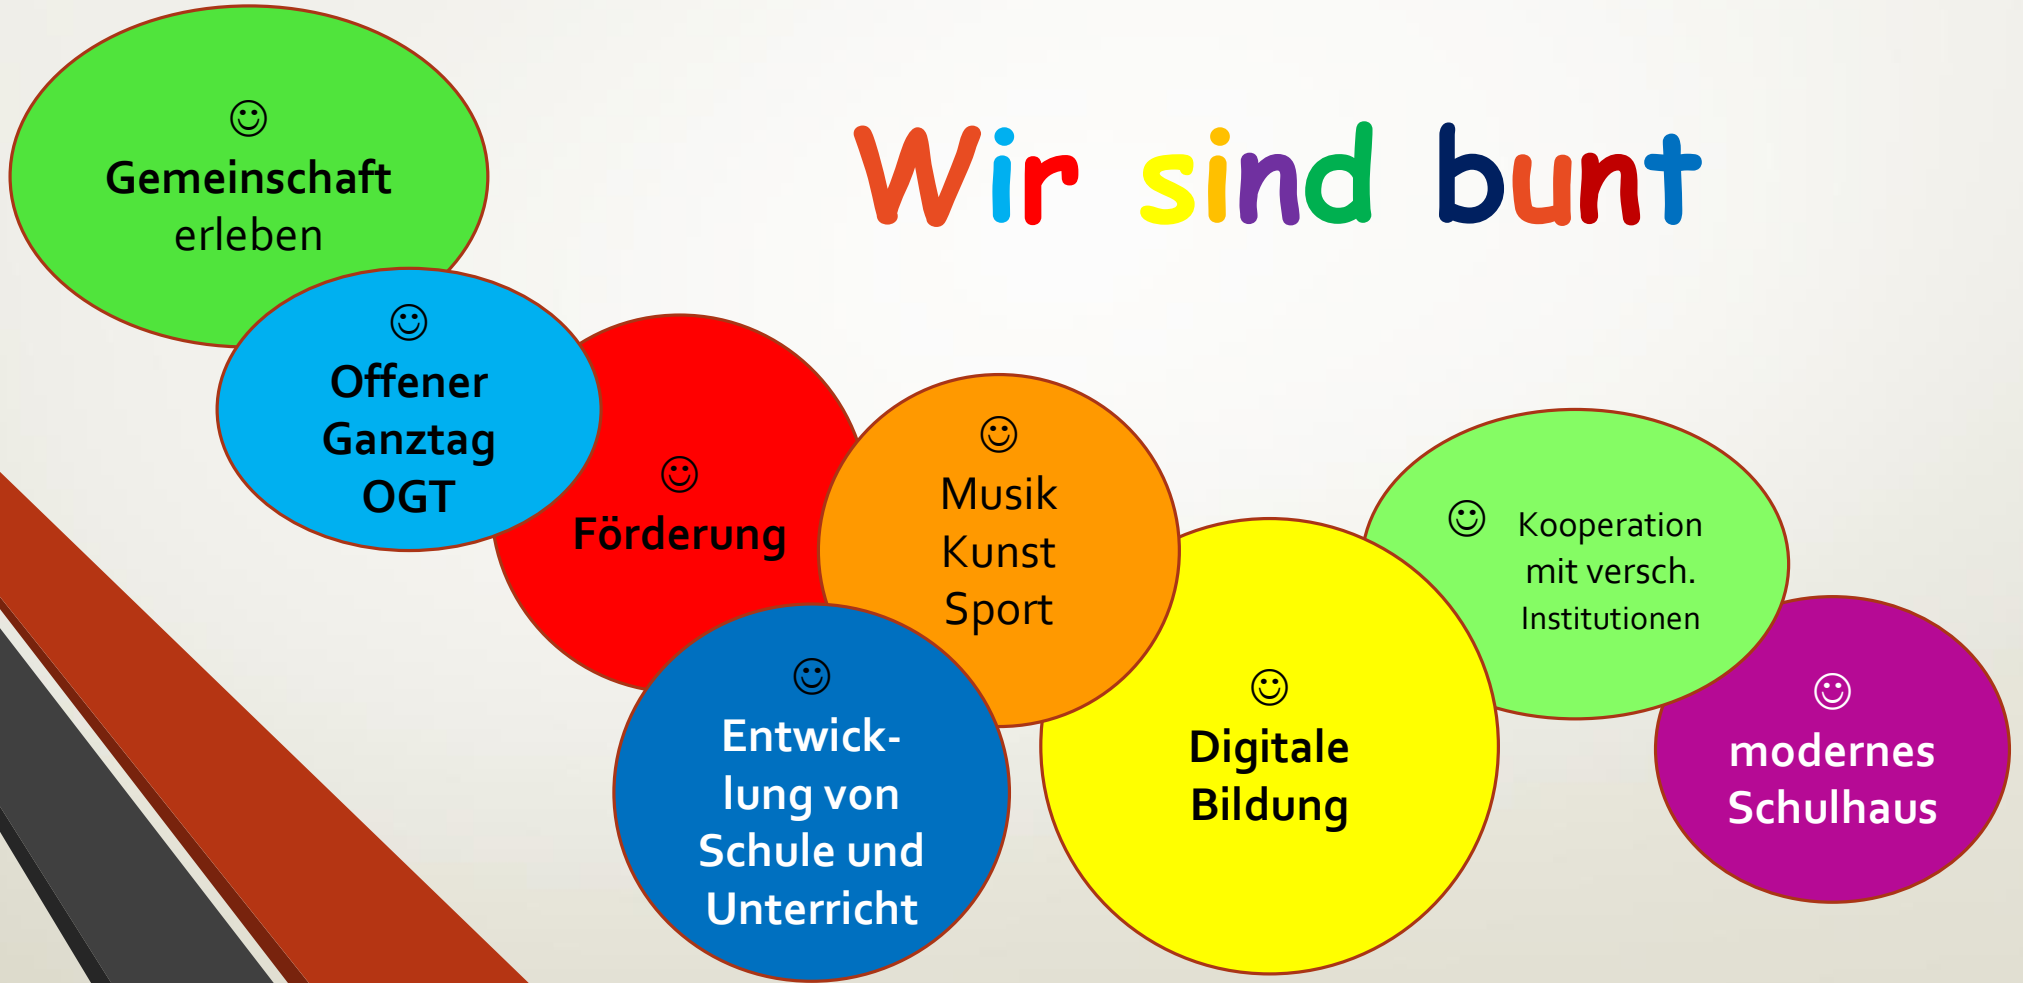 Wir sind bunt
☺
Gemeinschaft
erleben
☺
Offener
Ganztag
OGT
☺
Förderung
☺
Musik
Kunst
Sport
☺
Entwick-
lung von
Schule und
Unterricht
☺
Digitale
Bildung
☺ Kooperation
mit versch.
Institutionen
☺
modernes
Schulhaus